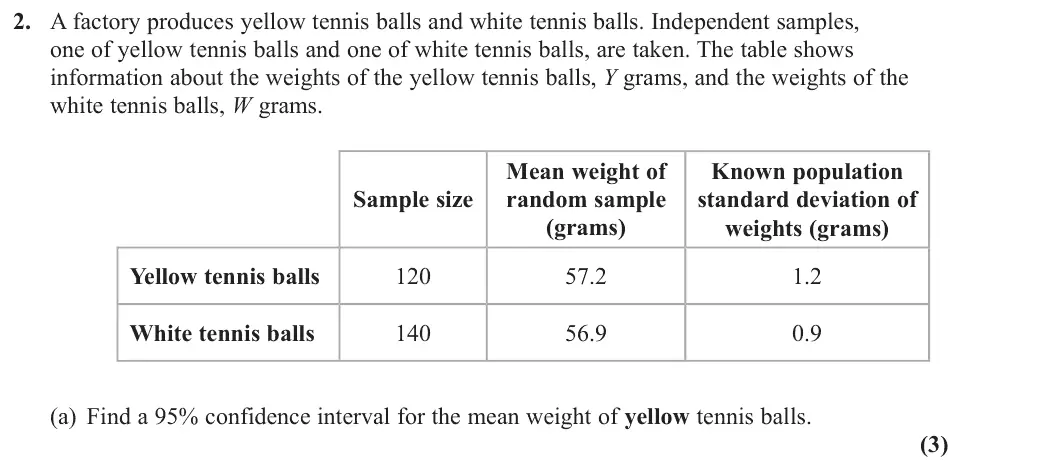 2. A factory produces yellow tennis balls and white tennis balls. Independent samples,
one of yellow tennis balls and one of white tennis balls, are taken. The table shows
information about the weights of the yellow tennis balls, Y grams, and the weights of the
white tennis balls, W grams.
Sample size
Mean weight of
random sample
(grams)
Known population
standard deviation of
weights (grams)
Yellow tennis balls 120 57.2 1.2
White tennis balls 140 56.9 0.9
(a) Find a 95% confidence interval for the mean weight of yellow tennis balls.
(3)